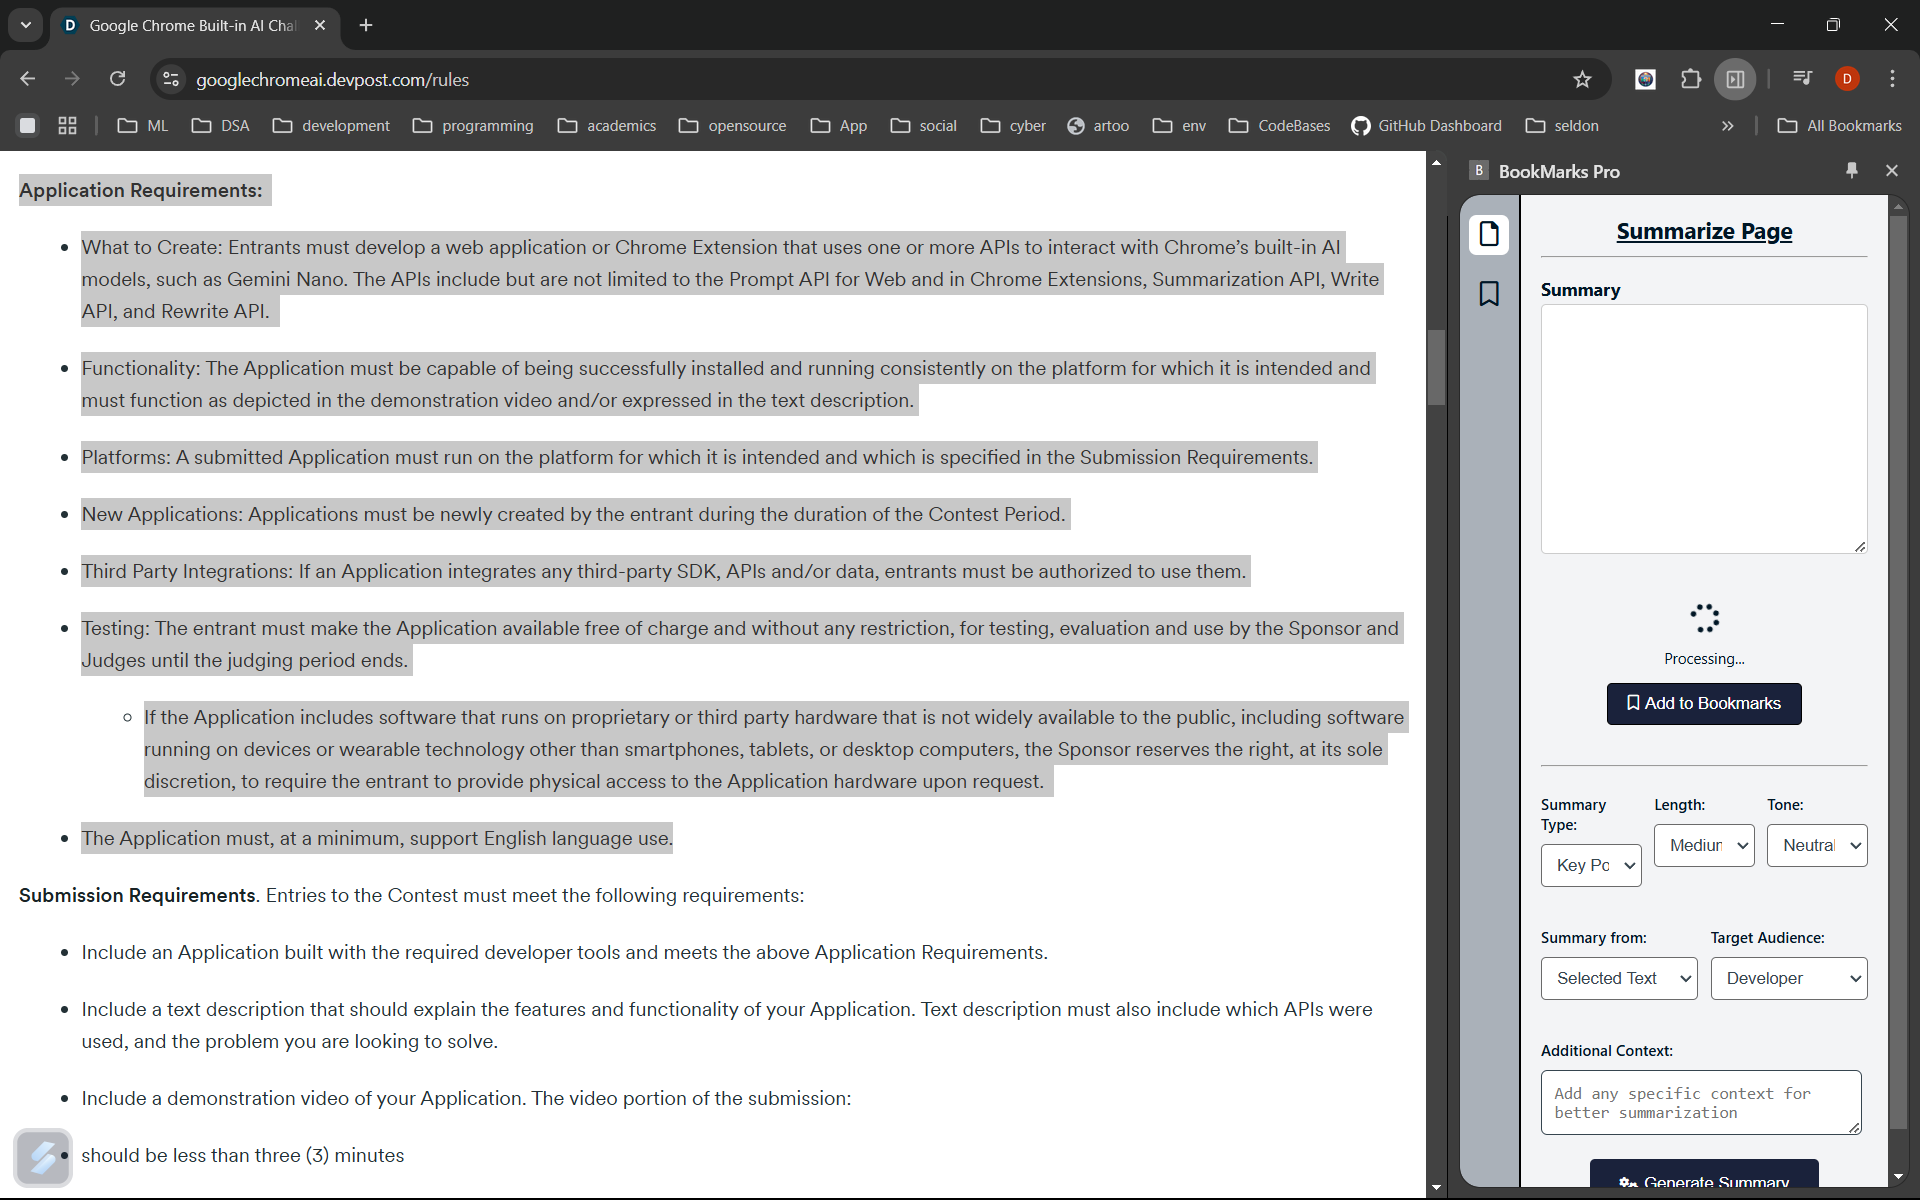 D Google Chrome Built-in AI Chal
googlechromeai.devpost.com/rules
D
ML DSA development programming academics opensource App social cyber artoo env CodeBases GitHub Dashboard seldon » All Bookmarks
Application Requirements:
• What to Create: Entrants must develop a web application or Chrome Extension that uses one or more APIs to interact with Chrome’s built-in AI
models, such as Gemini Nano. The APIs include but are not limited to the Prompt API for Web and in Chrome Extensions, Summarization API, Write
API, and Rewrite API.
• Functionality: The Application must be capable of being successfully installed and running consistently on the platform for which it is intended and
must function as depicted in the demonstration video and/or expressed in the text description.
• Platforms: A submitted Application must run on the platform for which it is intended and which is specified in the Submission Requirements.
• New Applications: Applications must be newly created by the entrant during the duration of the Contest Period.
• Third Party Integrations: If an Application integrates any third-party SDK, APIs and/or data, entrants must be authorized to use them.
• Testing: The entrant must make the Application available free of charge and without any restriction, for testing, evaluation and use by the Sponsor and
Judges until the judging period ends.
◦ If the Application includes software that runs on proprietary or third party hardware that is not widely available to the public, including software
running on devices or wearable technology other than smartphones, tablets, or desktop computers, the Sponsor reserves the right, at its sole
discretion, to require the entrant to provide physical access to the Application hardware upon request.
• The Application must, at a minimum, support English language use.
Submission Requirements. Entries to the Contest must meet the following requirements:
• Include an Application built with the required developer tools and meets the above Application Requirements.
• Include a text description that should explain the features and functionality of your Application. Text description must also include which APIs were
used, and the problem you are looking to solve.
• Include a demonstration video of your Application. The video portion of the submission:
• should be less than three (3) minutes
B BookMarks Pro
Summarize Page
Summary
Processing...
Add to Bookmarks
Summary Type: Length: Tone:
Key Po Mediur Neutral
Summary from: Target Audience:
Selected Text Developer
Additional Context:
Add any specific context for
better summarization
Generate Summary